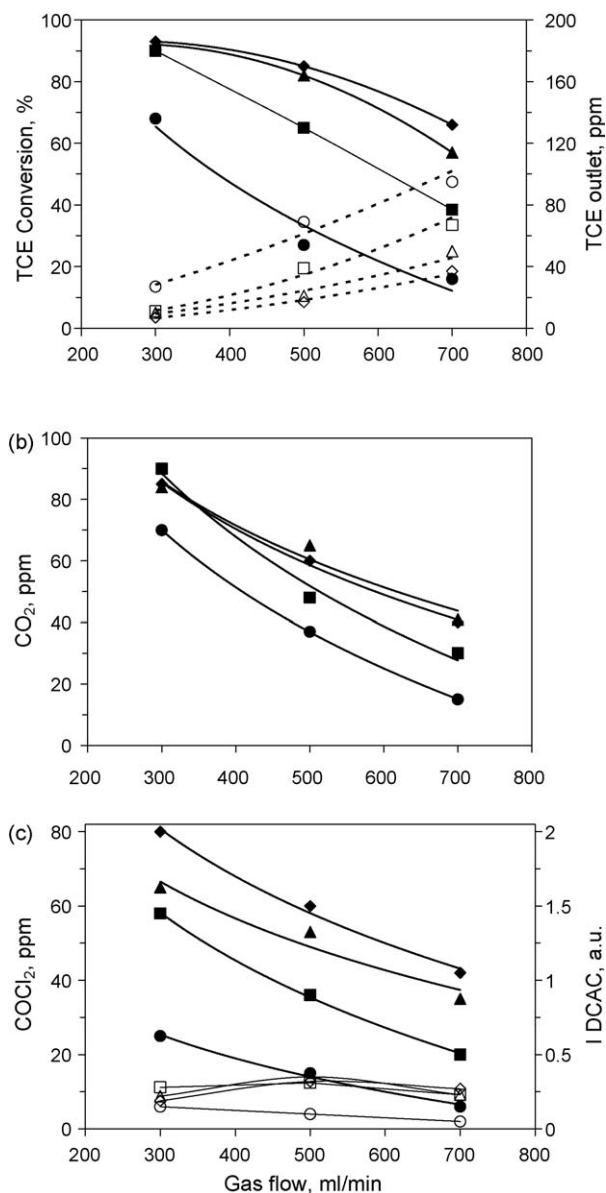 100
80
60
40
20
0
TCE Conversion, %
200
160
120
80
40
0
TCE outlet, ppm
200 300 400 500 600 700 800
(b)
100
80
60
40
20
0
CO₂, ppm
200 300 400 500 600 700 800
(c)
80
60
40
20
0
COCl₂, ppm
2
1.5
1
0.5
0
I DCAC, a.u.
200 300 400 500 600 700 800
Gas flow, ml/min